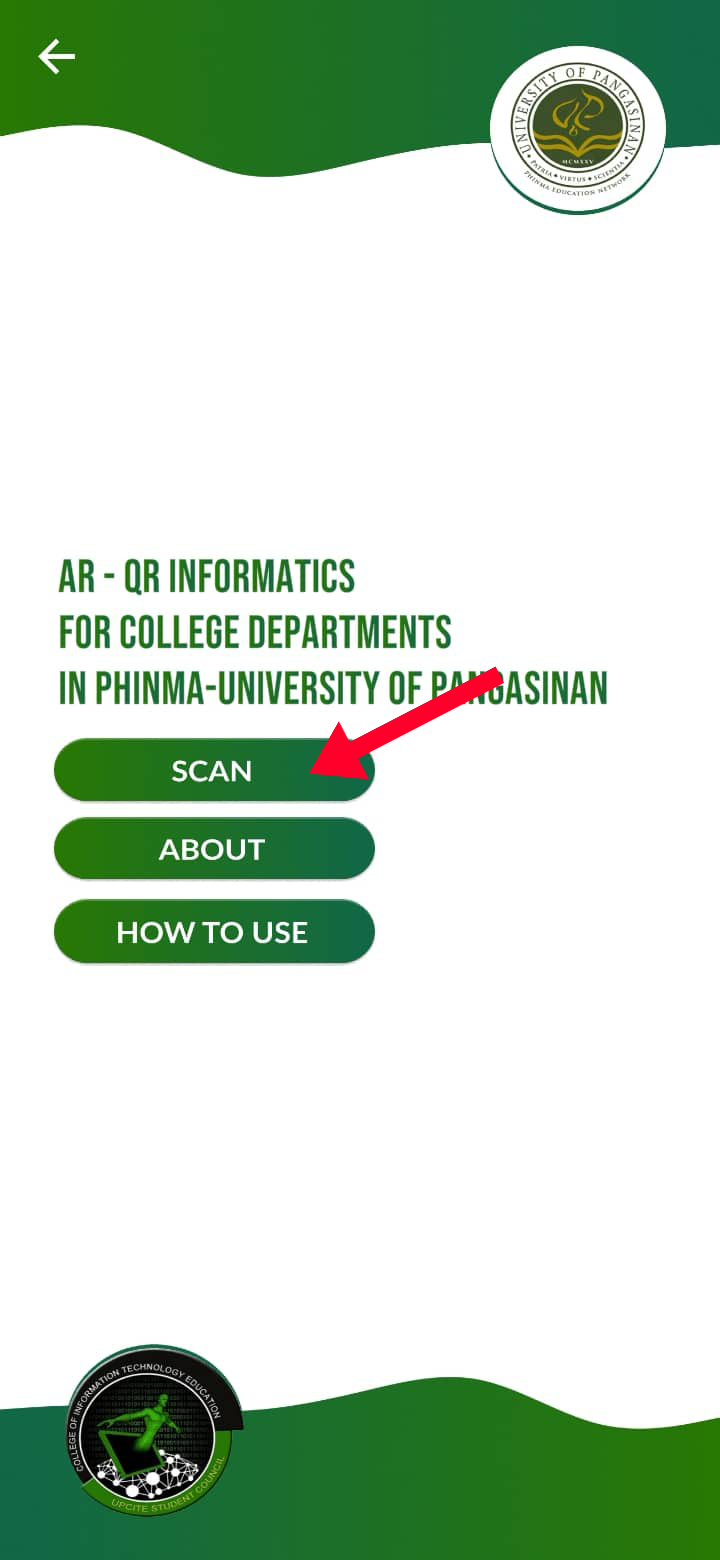 UNIVERSITY OF PANGASINAN
MCMXXV
PATRIA • VIRTUS • SCIENTIA
PHINMA EDUCATION NETWORK
AR - QR INFORMATICS
FOR COLLEGE DEPARTMENTS
IN PHINMA-UNIVERSITY OF PANGASINAN
SCAN
ABOUT
HOW TO USE
COLLEGE OF INFORMATION TECHNOLOGY EDUCATION
UPCITE STUDENT COUNCIL